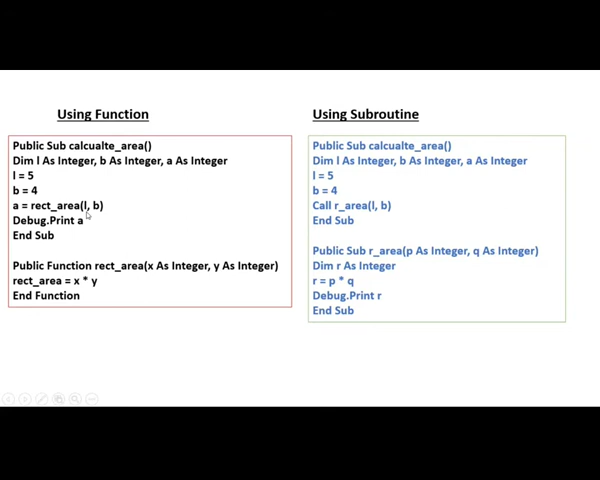 Using Function
Public Sub calcualte_area()
Dim l As Integer, b As Integer, a As Integer
l = 5
b = 4
a = rect_area(l, b)
Debug.Print a
End Sub
Public Function rect_area(x As Integer, y As Integer)
rect_area = x * y
End Function
Using Subroutine
Public Sub calcualte_area()
Dim l As Integer, b As Integer, a As Integer
l = 5
b = 4
Call r_area(l, b)
End Sub
Public Sub r_area(p As Integer, q As Integer)
Dim r As Integer
r = p * q
Debug.Print r
End Sub